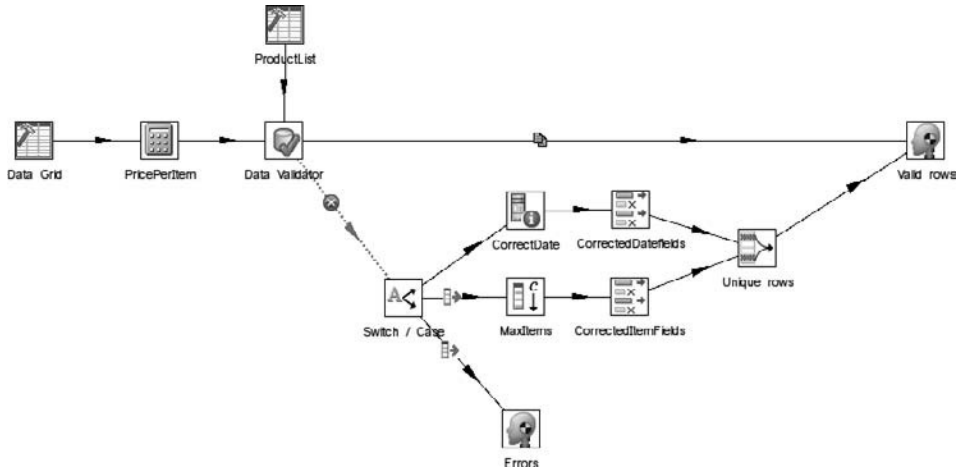 ProductList
Data Grid
PricePerItem
Data Validator
Valid rows
CorrectDate
CorrectedDatefields
Unique rows
Switch / Case
MaxItems
CorrectedItemFields
Errors